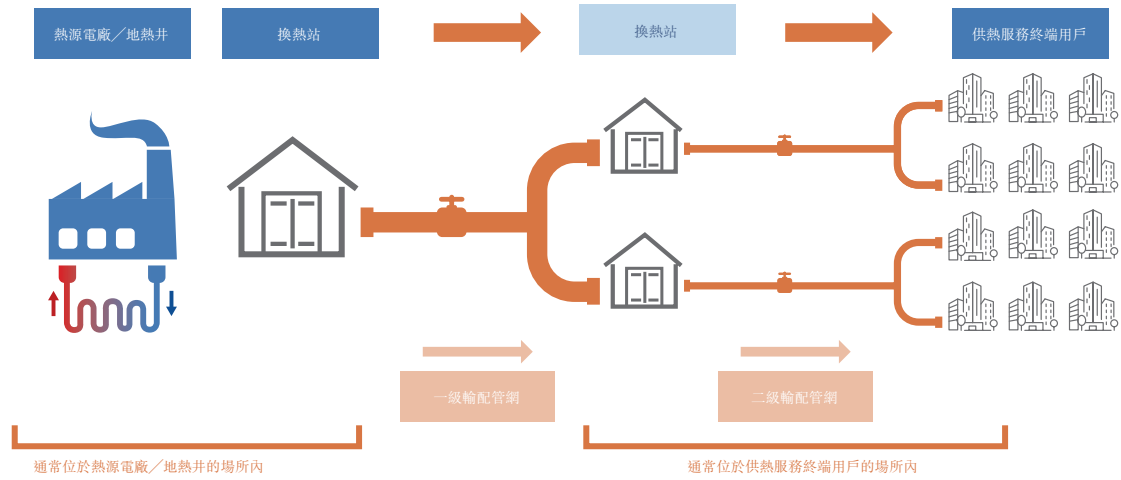 熱源電廠╱地熱井
換熱站
換熱站
供熱服務終端用戶
一級輸配管網
二級輸配管網
通常位於熱源電廠╱地熱井的場所內
通常位於供熱服務終端用戶的場所內